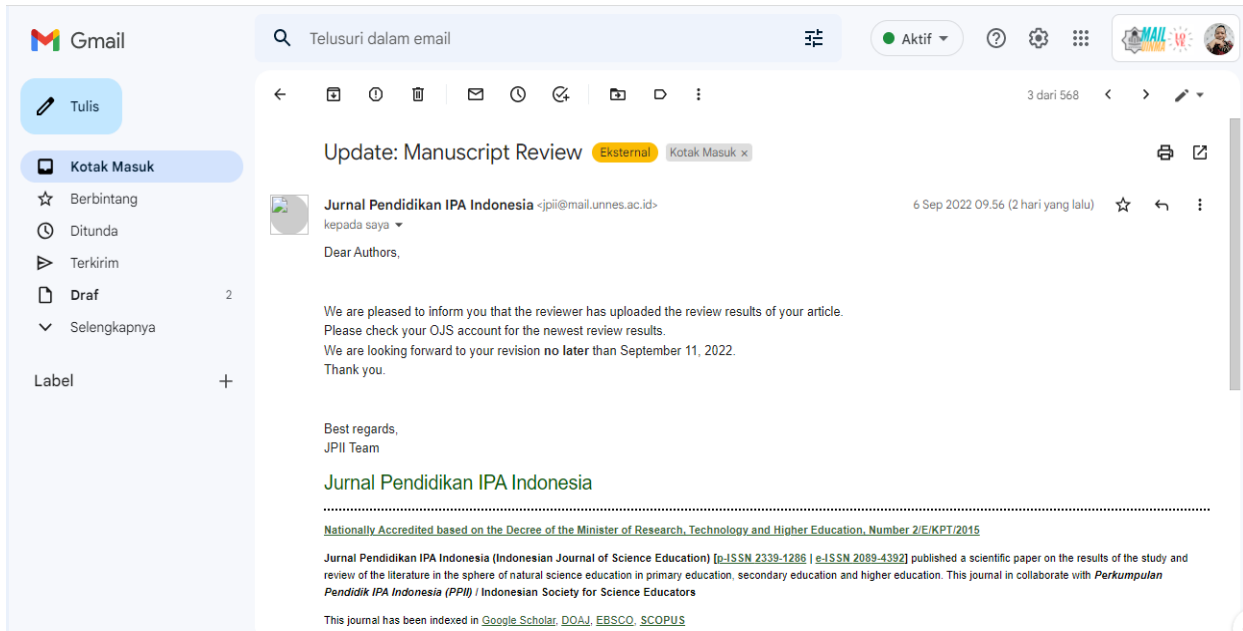 Gmail
Telusuri dalam email
Aktif
MAIL
Tulis
3 dari 568
Kotak Masuk
Berbintang
Ditunda
Terkirim
Draf 2
Selengkapnya
Label
Update: Manuscript Review Eksternal Kotak Masuk ×
Jurnal Pendidikan IPA Indonesia <jpii@mail.unnes.ac.id> 6 Sep 2022 09.56 (2 hari yang lalu)
kepada saya
Dear Authors,
We are pleased to inform you that the reviewer has uploaded the review results of your article.
Please check your OJS account for the newest review results.
We are looking forward to your revision no later than September 11, 2022.
Thank you.
Best regards,
JPII Team
Jurnal Pendidikan IPA Indonesia
Nationally Accredited based on the Decree of the Minister of Research, Technology and Higher Education, Number 2/E/KPT/2015
Jurnal Pendidikan IPA Indonesia (Indonesian Journal of Science Education) [p-ISSN 2339-1286 | e-ISSN 2089-4392] published a scientific paper on the results of the study and
review of the literature in the sphere of natural science education in primary education, secondary education and higher education. This journal in collaborate with Perkumpulan
Pendidik IPA Indonesia (PPII) / Indonesian Society for Science Educators
This journal has been indexed in Google Scholar, DOAJ, EBSCO, SCOPUS